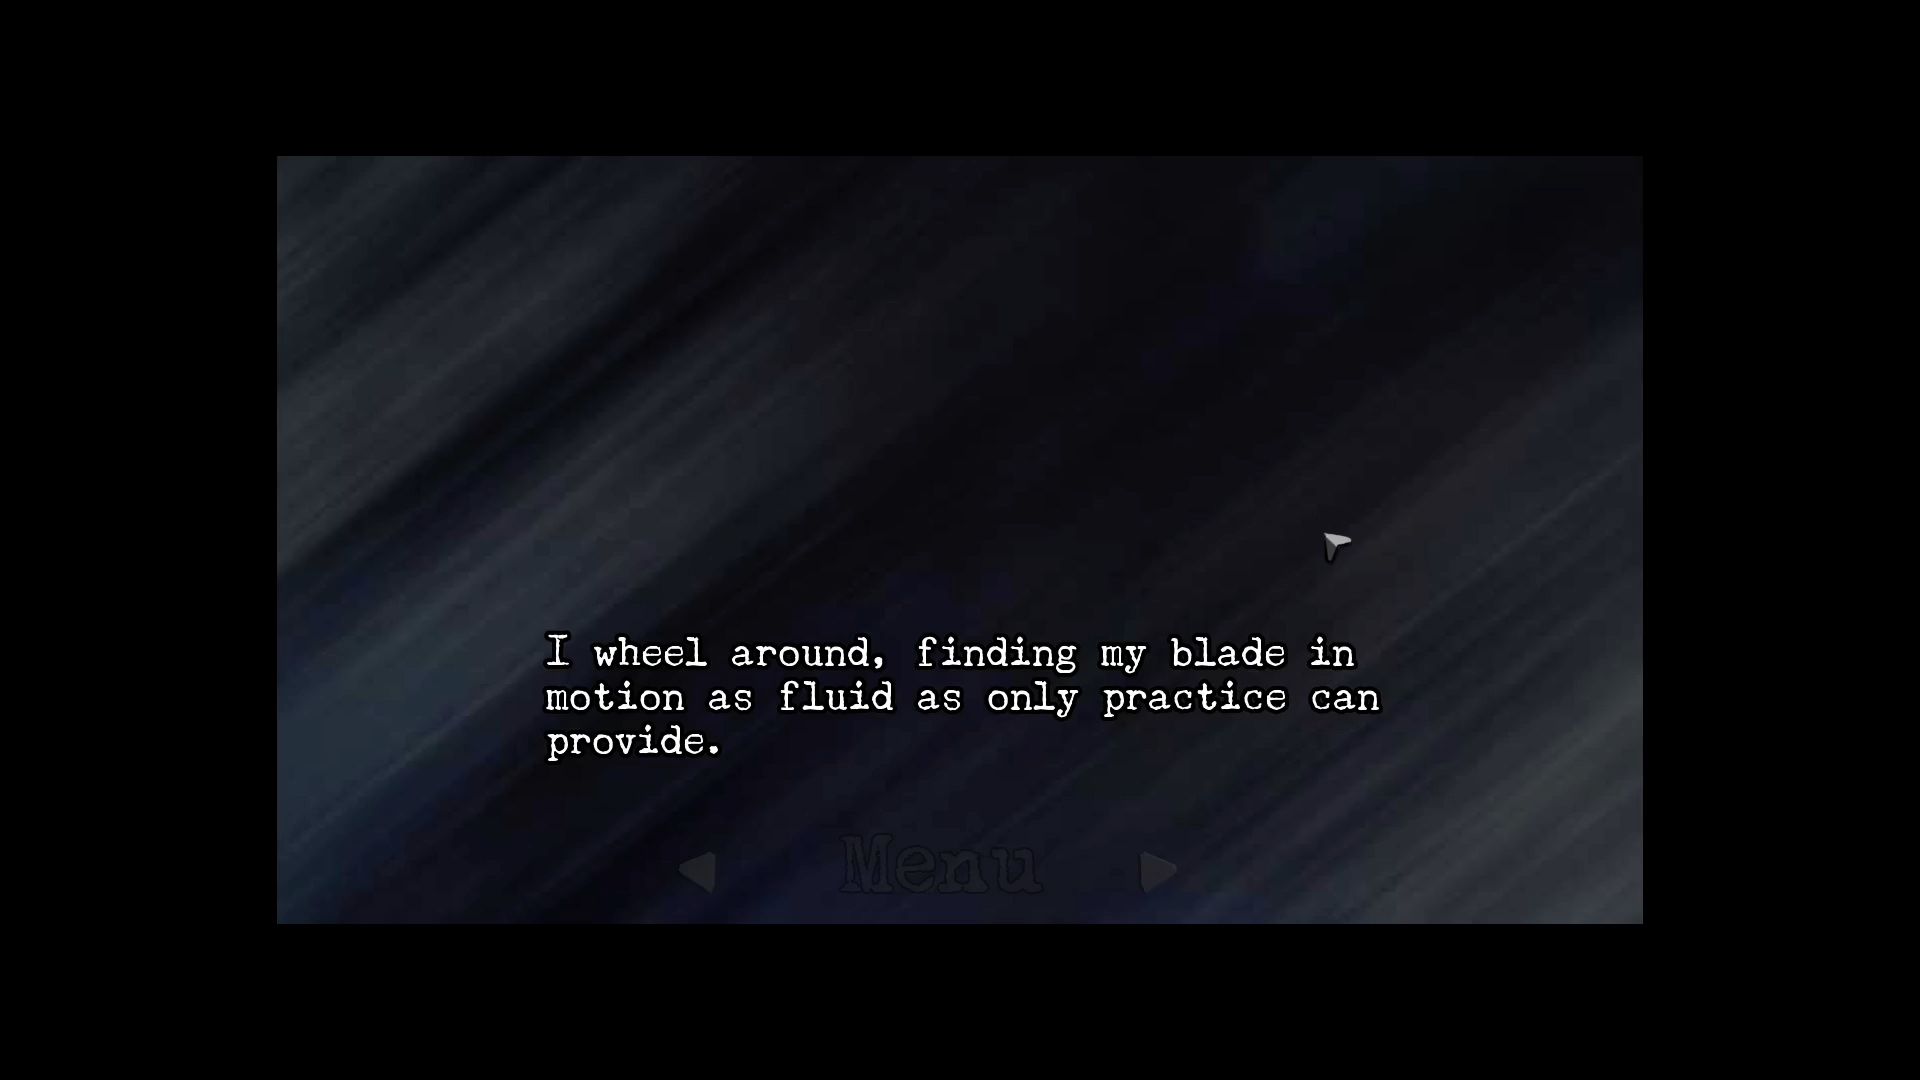 I wheel around, finding my blade in
motion as fluid as only practice can
provide.
Menu